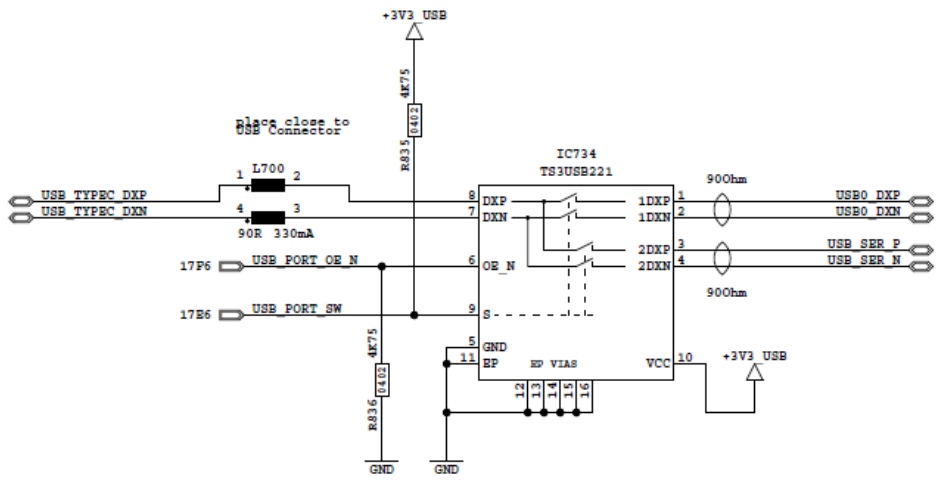 +3V3_USB
4K75
0402
R835
place close to
USB Connector
IC734
TS3USB221
L700
1 2
4 3
90R 330mA
USB_TYPEC_DXP
USB_TYPEC_DXN
8 DXP
7 DXN
1DXP 1
1DXN 2
2DXP 3
2DXN 4
90Ohm
USB0_DXP
USB0_DXN
USB_SER_P
USB_SER_N
90Ohm
17F6 USB_PORT_OE_N 6 OE_N
17E6 USB_PORT_SW 9 S
5 GND
11 EP
EP VIAS
VCC 10
+3V3_USB
12 13 14 15 16
4K75
0402
R836
GND
GND